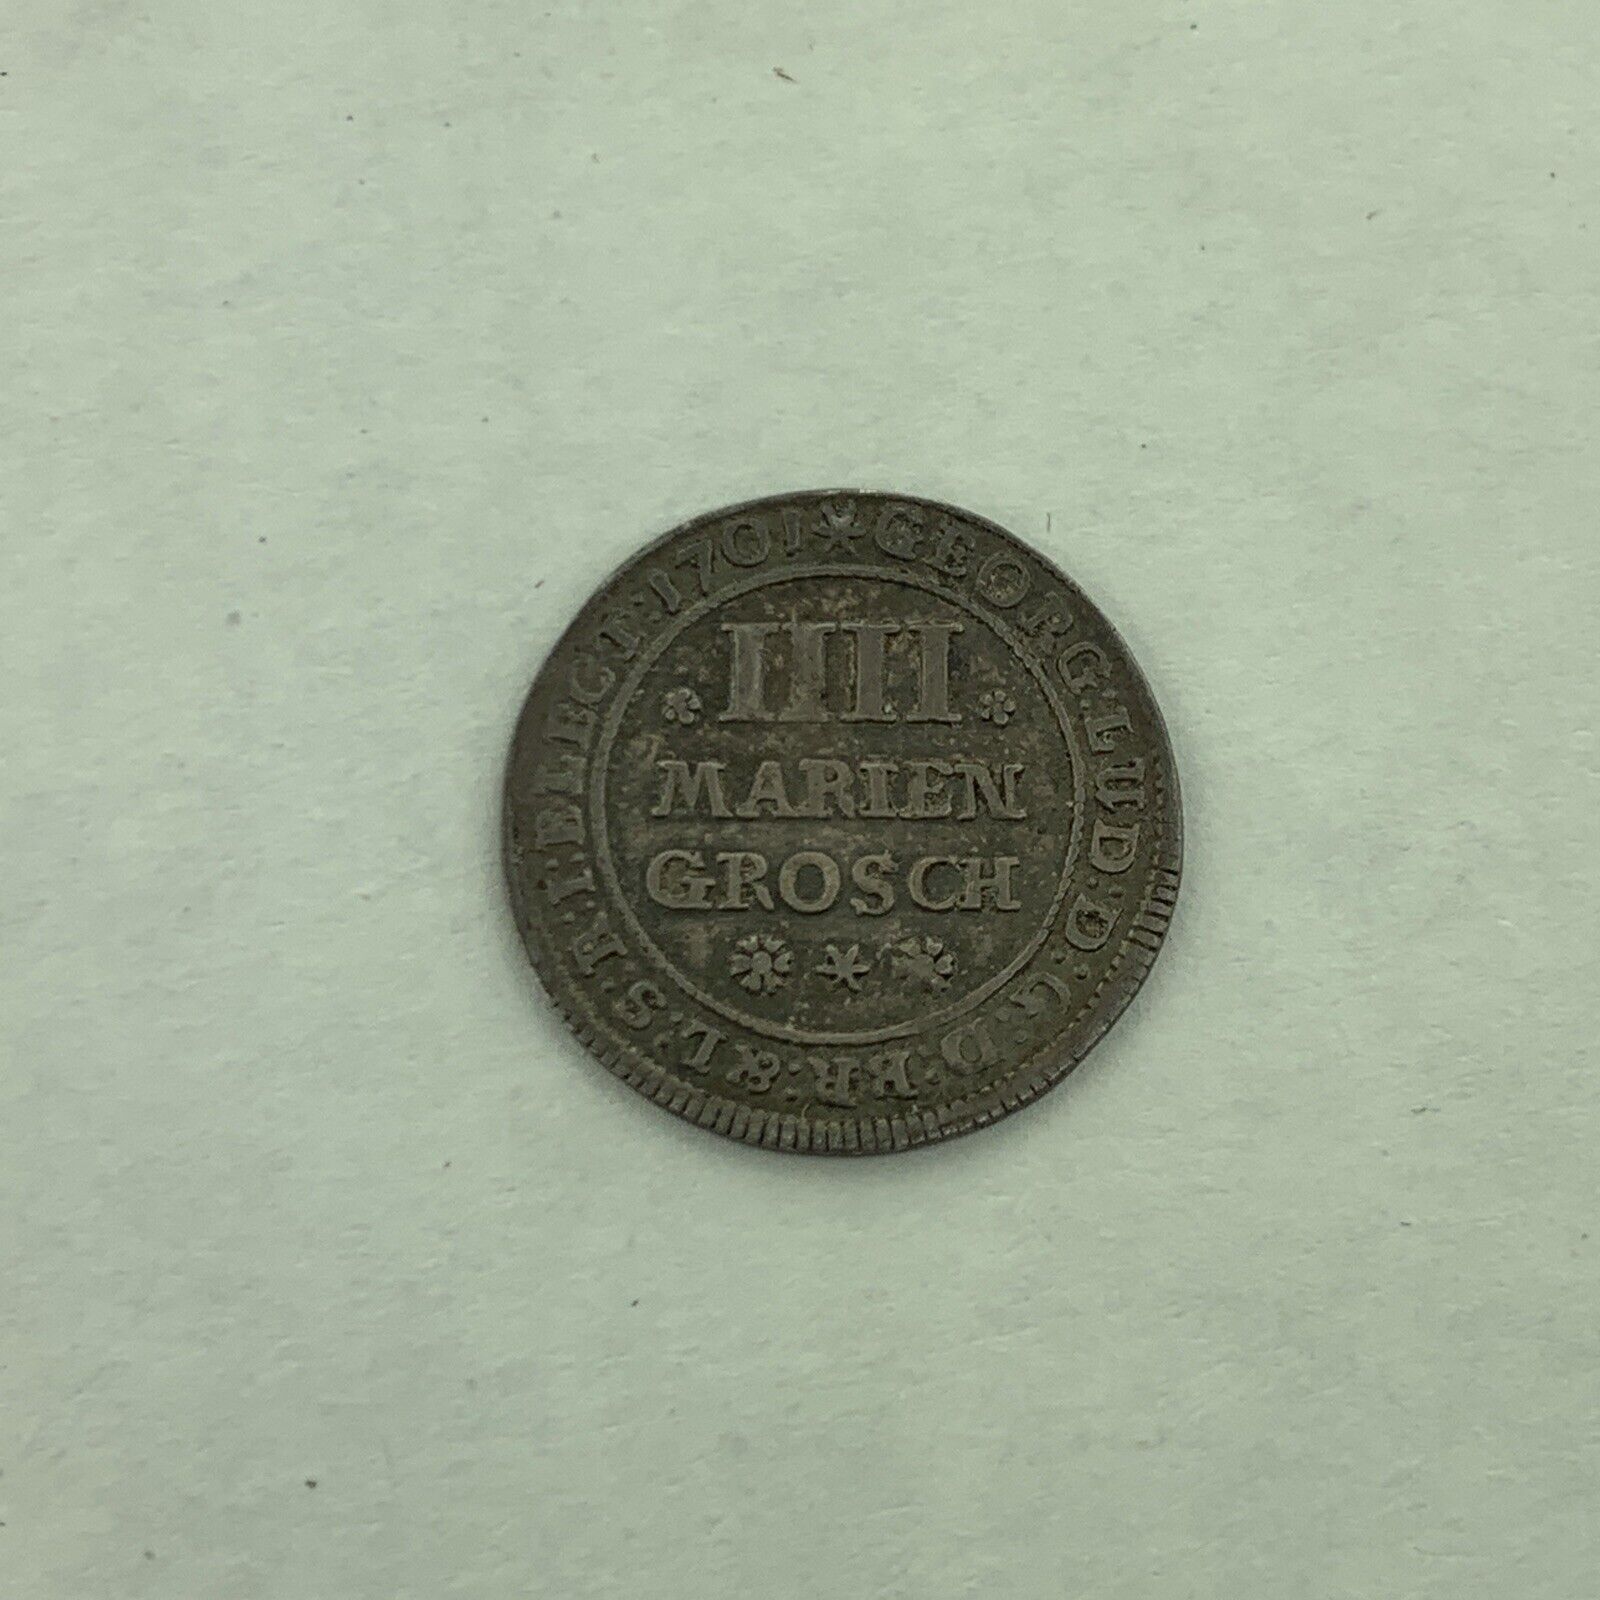 IIII
MARIEN
GROSCH
GEORG·LUD·D·G·D·BR·&L·S·R·I·ELECT·1701